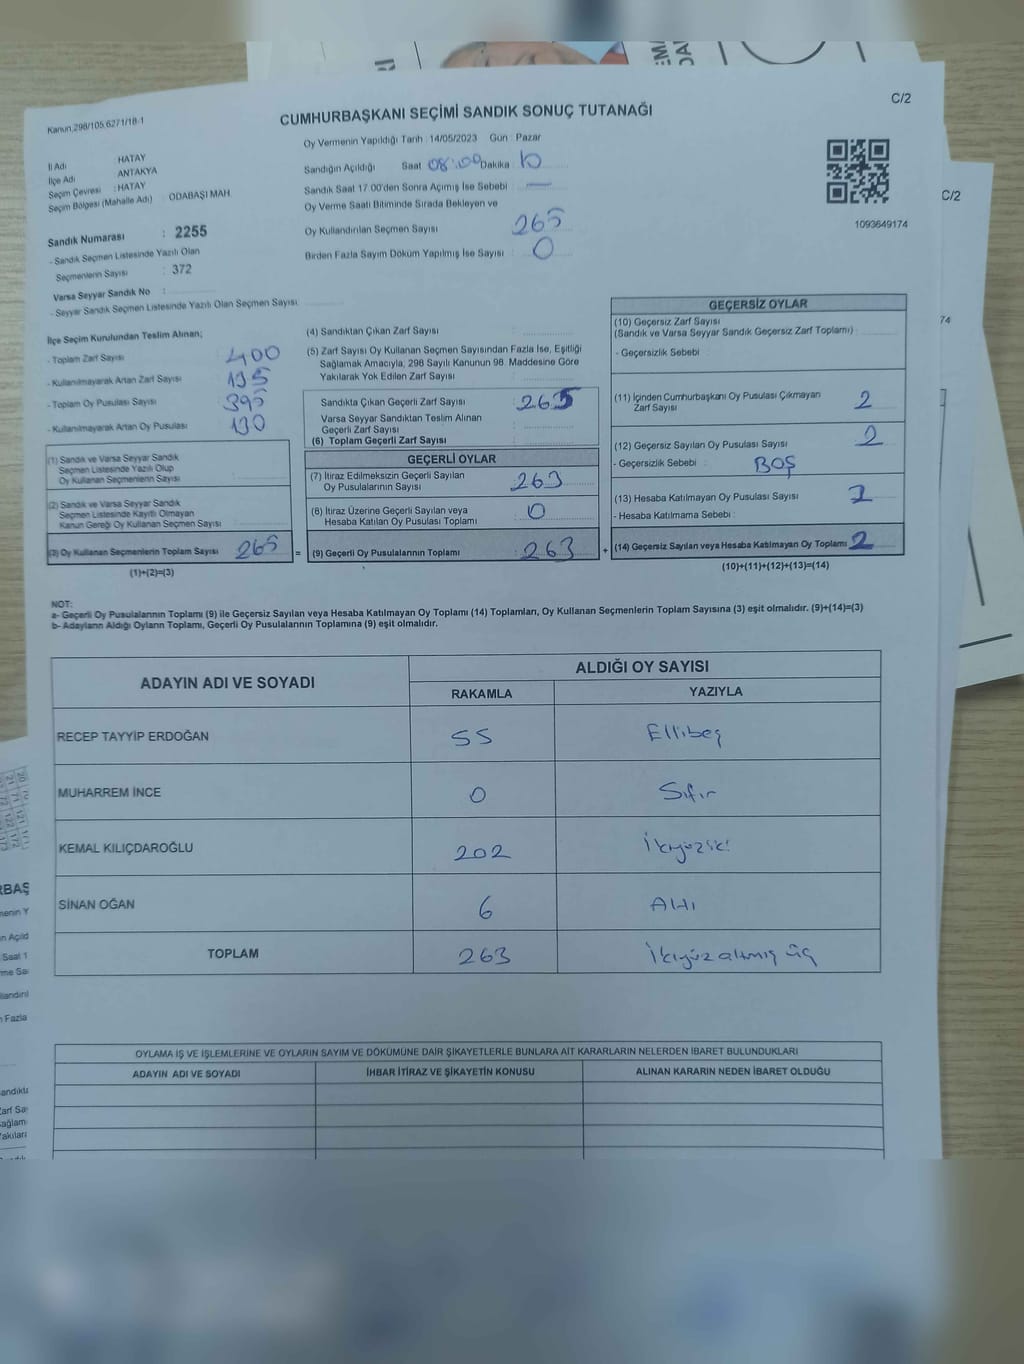 C/2
Kanun,298/105,6271/18-1
CUMHURBAŞKANI SEÇİMİ SANDIK SONUÇ TUTANAĞI
Oy Vermenin Yapıldığı Tarih : 14/05/2023 Gün : Pazar
İl Adı : HATAY
İlçe Adı : ANTAKYA
Seçim Çevresi : HATAY
Seçim Bölgesi (Mahalle Adı) : ODABAŞI MAH.
Sandığın Açıldığı Saat 08:00 Dakika : 10
Sandık Saat 17.00'den Sonra Açılmış İse Sebebi : —
Oy Verme Saati Bitiminde Sırada Bekleyen ve
Oy Kullandırılan Seçmen Sayısı : 265
Birden Fazla Sayım Döküm Yapılmış İse Sayısı : 0
1093649174
Sandık Numarası : 2255
- Sandık Seçmen Listesinde Yazılı Olan
Seçmenlerin Sayısı : 372
Varsa Seyyar Sandık No :
- Seyyar Sandık Seçmen Listesinde Yazılı Olan Seçmen Sayısı :
İlçe Seçim Kurulundan Teslim Alınan;
- Toplam Zarf Sayısı : 400
- Kullanılmayarak Artan Zarf Sayısı : 135
- Toplam Oy Pusulası Sayısı : 395
- Kullanılmayarak Artan Oy Pusulası : 130
(1) Sandık ve Varsa Seyyar Sandık
Seçmen Listesinde Yazılı Olup
Oy Kullanan Seçmenlerin Sayısı :
(2) Sandık ve Varsa Seyyar Sandık
Seçmen Listesinde Kayıtlı Olmayan
Kanun Gereği Oy Kullanan Seçmen Sayısı :
(3) Oy Kullanan Seçmenlerin Toplam Sayısı : 265 =
(1)+(2)=(3)
(4) Sandıktan Çıkan Zarf Sayısı :
(5) Zarf Sayısı Oy Kullanan Seçmen Sayısından Fazla İse, Eşitliği
Sağlamak Amacıyla, 298 Sayılı Kanunun 98. Maddesine Göre
Yakılarak Yok Edilen Zarf Sayısı :
Sandıkta Çıkan Geçerli Zarf Sayısı : 265
Varsa Seyyar Sandıktan Teslim Alınan
Geçerli Zarf Sayısı :
(6) Toplam Geçerli Zarf Sayısı :
GEÇERLİ OYLAR
(7) İtiraz Edilmeksizin Geçerli Sayılan
Oy Pusulalarının Sayısı : 263
(8) İtiraz Üzerine Geçerli Sayılan veya
Hesaba Katılan Oy Pusulası Toplamı : 0
(9) Geçerli Oy Pusulalarının Toplamı : 263 +
GEÇERSİZ OYLAR
(10) Geçersiz Zarf Sayısı
(Sandık ve Varsa Seyyar Sandık Geçersiz Zarf Toplamı) :
- Geçersizlik Sebebi :
(11) İçinden Cumhurbaşkanı Oy Pusulası Çıkmayan
Zarf Sayısı : 2
(12) Geçersiz Sayılan Oy Pusulası Sayısı :
- Geçersizlik Sebebi : BOŞ
(13) Hesaba Katılmayan Oy Pusulası Sayısı :
- Hesaba Katılmama Sebebi :
(14) Geçersiz Sayılan veya Hesaba Katılmayan Oy Toplamı : 2
(10)+(11)+(12)+(13)=(14)
NOT:
a- Geçerli Oy Pusulalarının Toplamı (9) ile Geçersiz Sayılan veya Hesaba Katılmayan Oy Toplamı (14) Toplamları, Oy Kullanan Seçmenlerin Toplam Sayısına (3) eşit olmalıdır. (9)+(14)=(3)
b- Adayların Aldığı Oyların Toplamı, Geçerli Oy Pusulalarının Toplamına (9) eşit olmalıdır.
ADAYIN ADI VE SOYADI
ALDIĞI OY SAYISI
RAKAMLA YAZIYLA
RECEP TAYYİP ERDOĞAN 55 Ellibeş
MUHARREM İNCE 0 Sıfır
KEMAL KILIÇDAROĞLU 202 İkiyüziki
SİNAN OĞAN 6 Altı
TOPLAM 263 İkiyüzaltmış üç
OYLAMA İŞ VE İŞLEMLERİNE VE OYLARIN SAYIM VE DÖKÜMÜNE DAİR ŞİKAYETLERLE BUNLARA AİT KARARLARIN NELERDEN İBARET BULUNDUKLARI
ADAYIN ADI VE SOYADI İHBAR İTİRAZ VE ŞİKAYETİN KONUSU ALINAN KARARIN NEDEN İBARET OLDUĞU
C/2
74